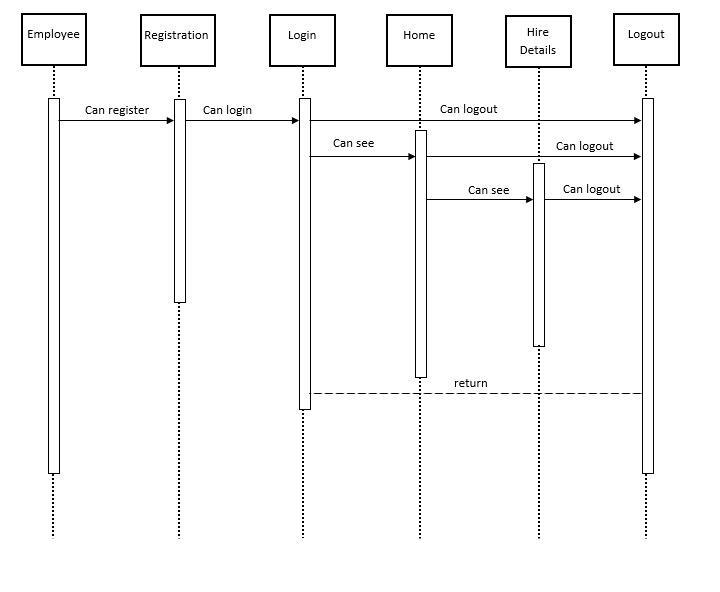 Employee
Registration
Login
Home
Hire
Details
Logout
Can register
Can login
Can logout
Can see
Can logout
Can see
Can logout
return